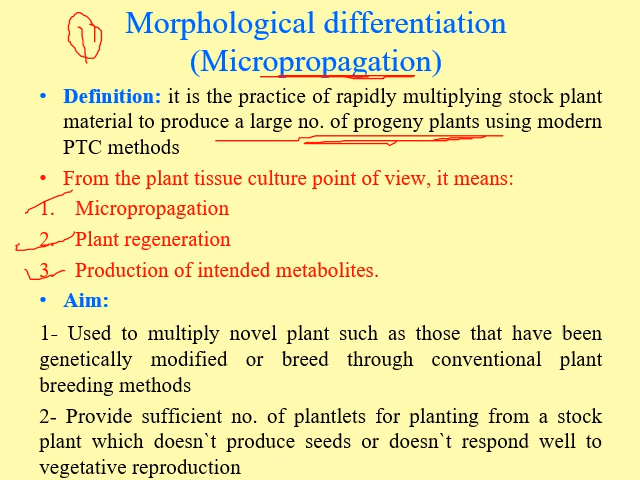 Morphological differentiation
(Micropropagation)
• Definition: it is the practice of rapidly multiplying stock plant
material to produce a large no. of progeny plants using modern
PTC methods
• From the plant tissue culture point of view, it means:
1. Micropropagation
2. Plant regeneration
3. Production of intended metabolites.
• Aim:
1- Used to multiply novel plant such as those that have been
genetically modified or breed through conventional plant
breeding methods
2- Provide sufficient no. of plantlets for planting from a stock
plant which doesn`t produce seeds or doesn`t respond well to
vegetative reproduction